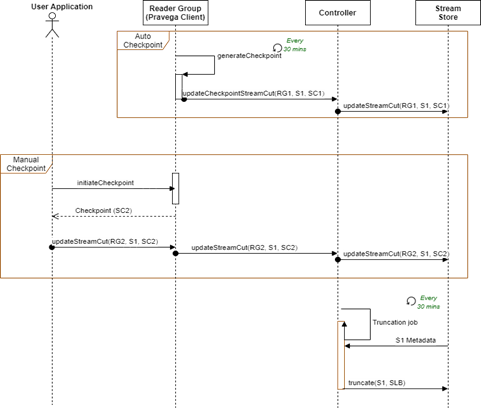 User Application
Reader Group
(Pravega Client)
Controller
Stream
Store
Auto
Checkpoint
Every
30 mins
generateCheckpoint
updateCheckpointStreamCut(RG1, S1, SC1)
updateStreamCut(RG1, S1, SC1)
Manual
Checkpoint
initiateCheckpoint
Checkpoint (SC2)
updateStreamCut(RG2, S1, SC2)
updateStreamCut(RG2, S1, SC2)
updateStreamCut(RG2, S1, SC2)
Every
30 mins
Truncation job
S1 Metadata
truncate(S1, SLB)